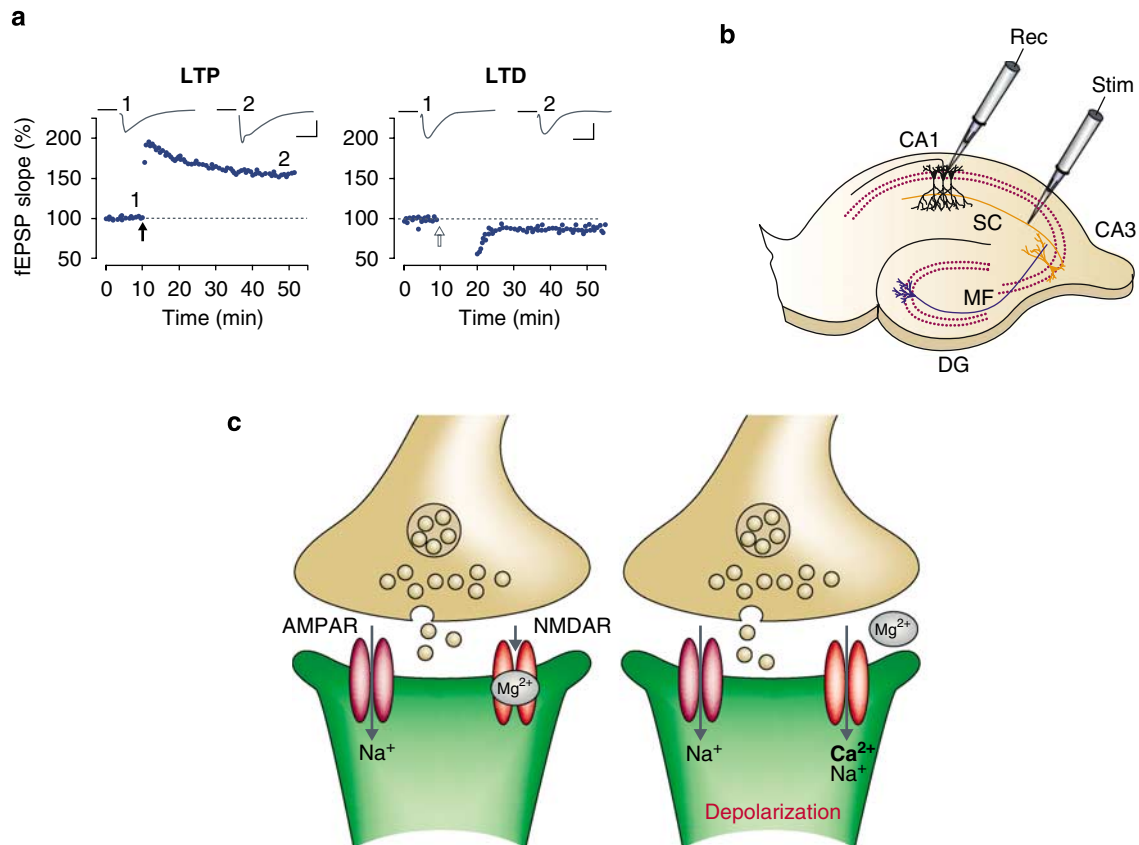 a
LTP
LTD
fEPSP slope (%)
1
2
1
2
200
150
100
50
1
2
0 10 20 30 40 50
Time (min)
200
150
100
50
0 10 20 30 40 50
Time (min)
b
Rec
Stim
CA1
SC
CA3
MF
DG
c
AMPAR
NMDAR
Mg²⁺
Na⁺
Mg²⁺
Na⁺
Ca²⁺
Na⁺
Depolarization